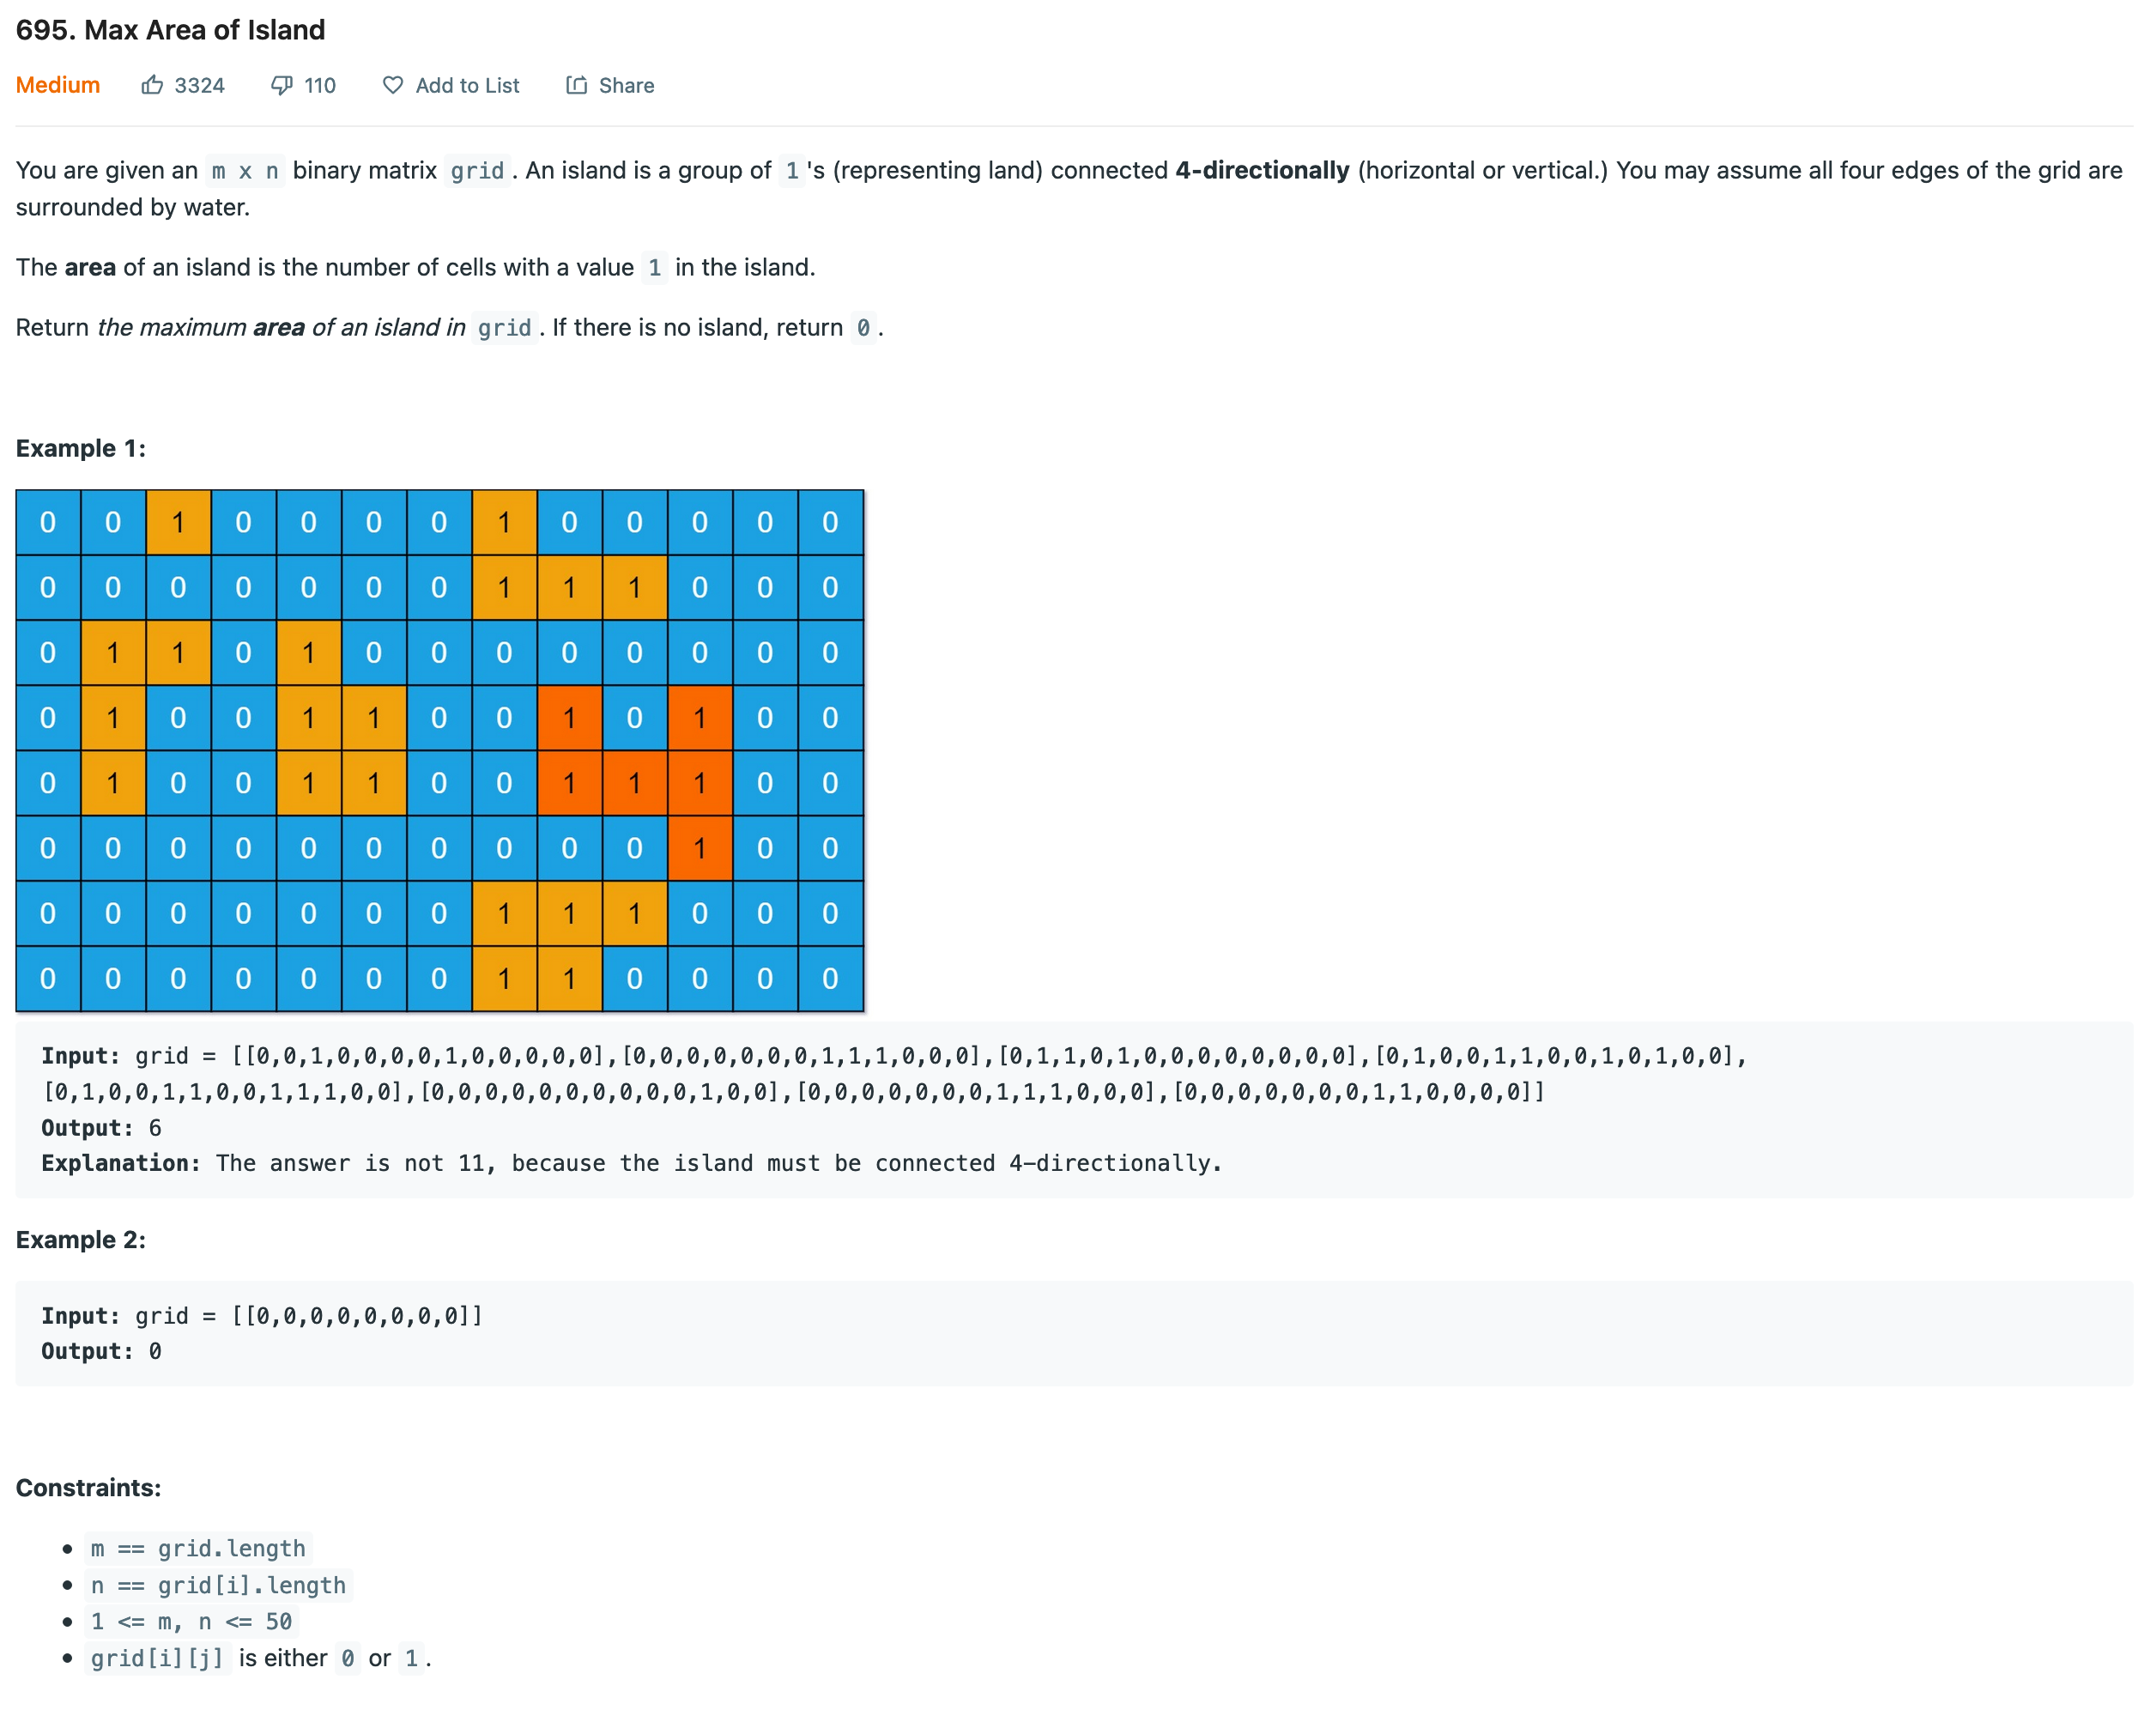 695. Max Area of Island
Medium 3324 110 Add to List Share
You are given an m x n binary matrix grid. An island is a group of 1's (representing land) connected 4-directionally (horizontal or vertical.) You may assume all four edges of the grid are
surrounded by water.
The area of an island is the number of cells with a value 1 in the island.
Return the maximum area of an island in grid. If there is no island, return 0.
Example 1:
0 0 1 0 0 0 0 1 0 0 0 0 0
0 0 0 0 0 0 0 1 1 1 0 0 0
0 1 1 0 1 0 0 0 0 0 0 0 0
0 1 0 0 1 1 0 0 1 0 1 0 0
0 1 0 0 1 1 0 0 1 1 1 0 0
0 0 0 0 0 0 0 0 0 0 1 0 0
0 0 0 0 0 0 0 1 1 1 0 0 0
0 0 0 0 0 0 0 1 1 0 0 0 0
Input: grid = [[0,0,1,0,0,0,0,1,0,0,0,0,0],[0,0,0,0,0,0,0,1,1,1,0,0,0],[0,1,1,0,1,0,0,0,0,0,0,0,0],[0,1,0,0,1,1,0,0,1,0,1,0,0],
[0,1,0,0,1,1,0,0,1,1,1,0,0],[0,0,0,0,0,0,0,0,0,0,1,0,0],[0,0,0,0,0,0,0,1,1,1,0,0,0],[0,0,0,0,0,0,0,1,1,0,0,0,0]]
Output: 6
Explanation: The answer is not 11, because the island must be connected 4-directionally.
Example 2:
Input: grid = [[0,0,0,0,0,0,0,0]]
Output: 0
Constraints:
• m == grid.length
• n == grid[i].length
• 1 <= m, n <= 50
• grid[i][j] is either 0 or 1.